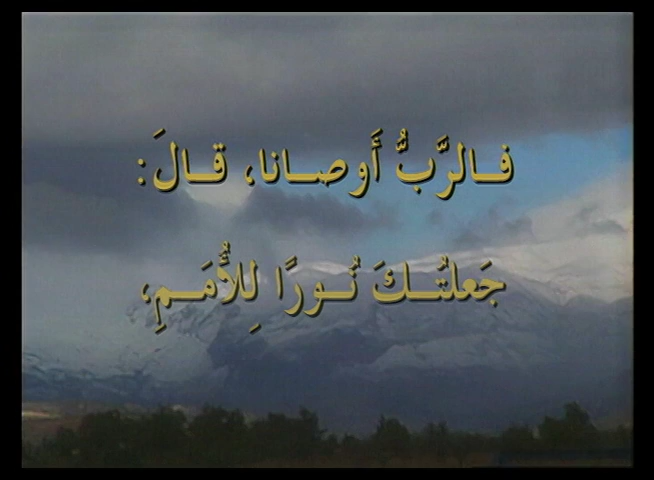 فالرَّبُّ أَوصانا، قالَ:
جَعلتُكَ نُورًا لِلأُمَمِ،